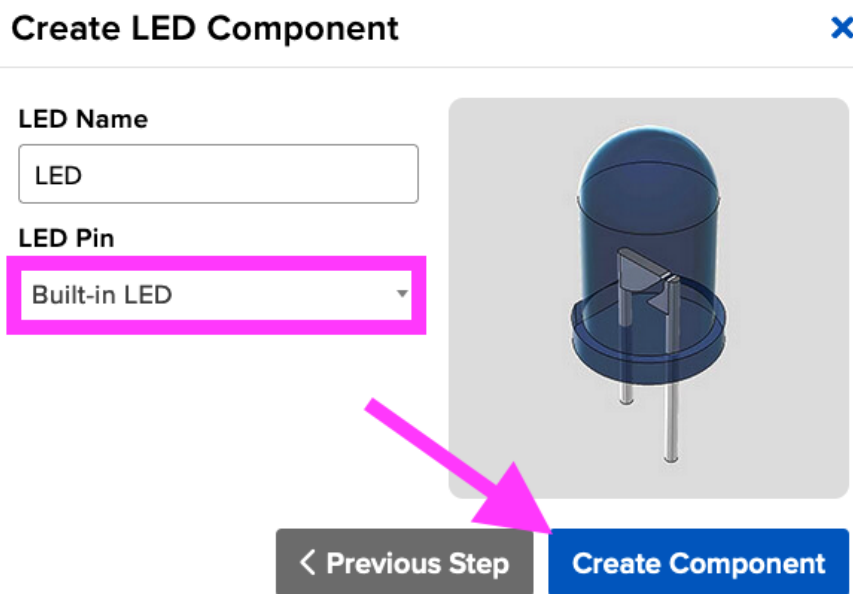 Create LED Component
LED Name
LED
LED Pin
Built-in LED
Previous Step
Create Component